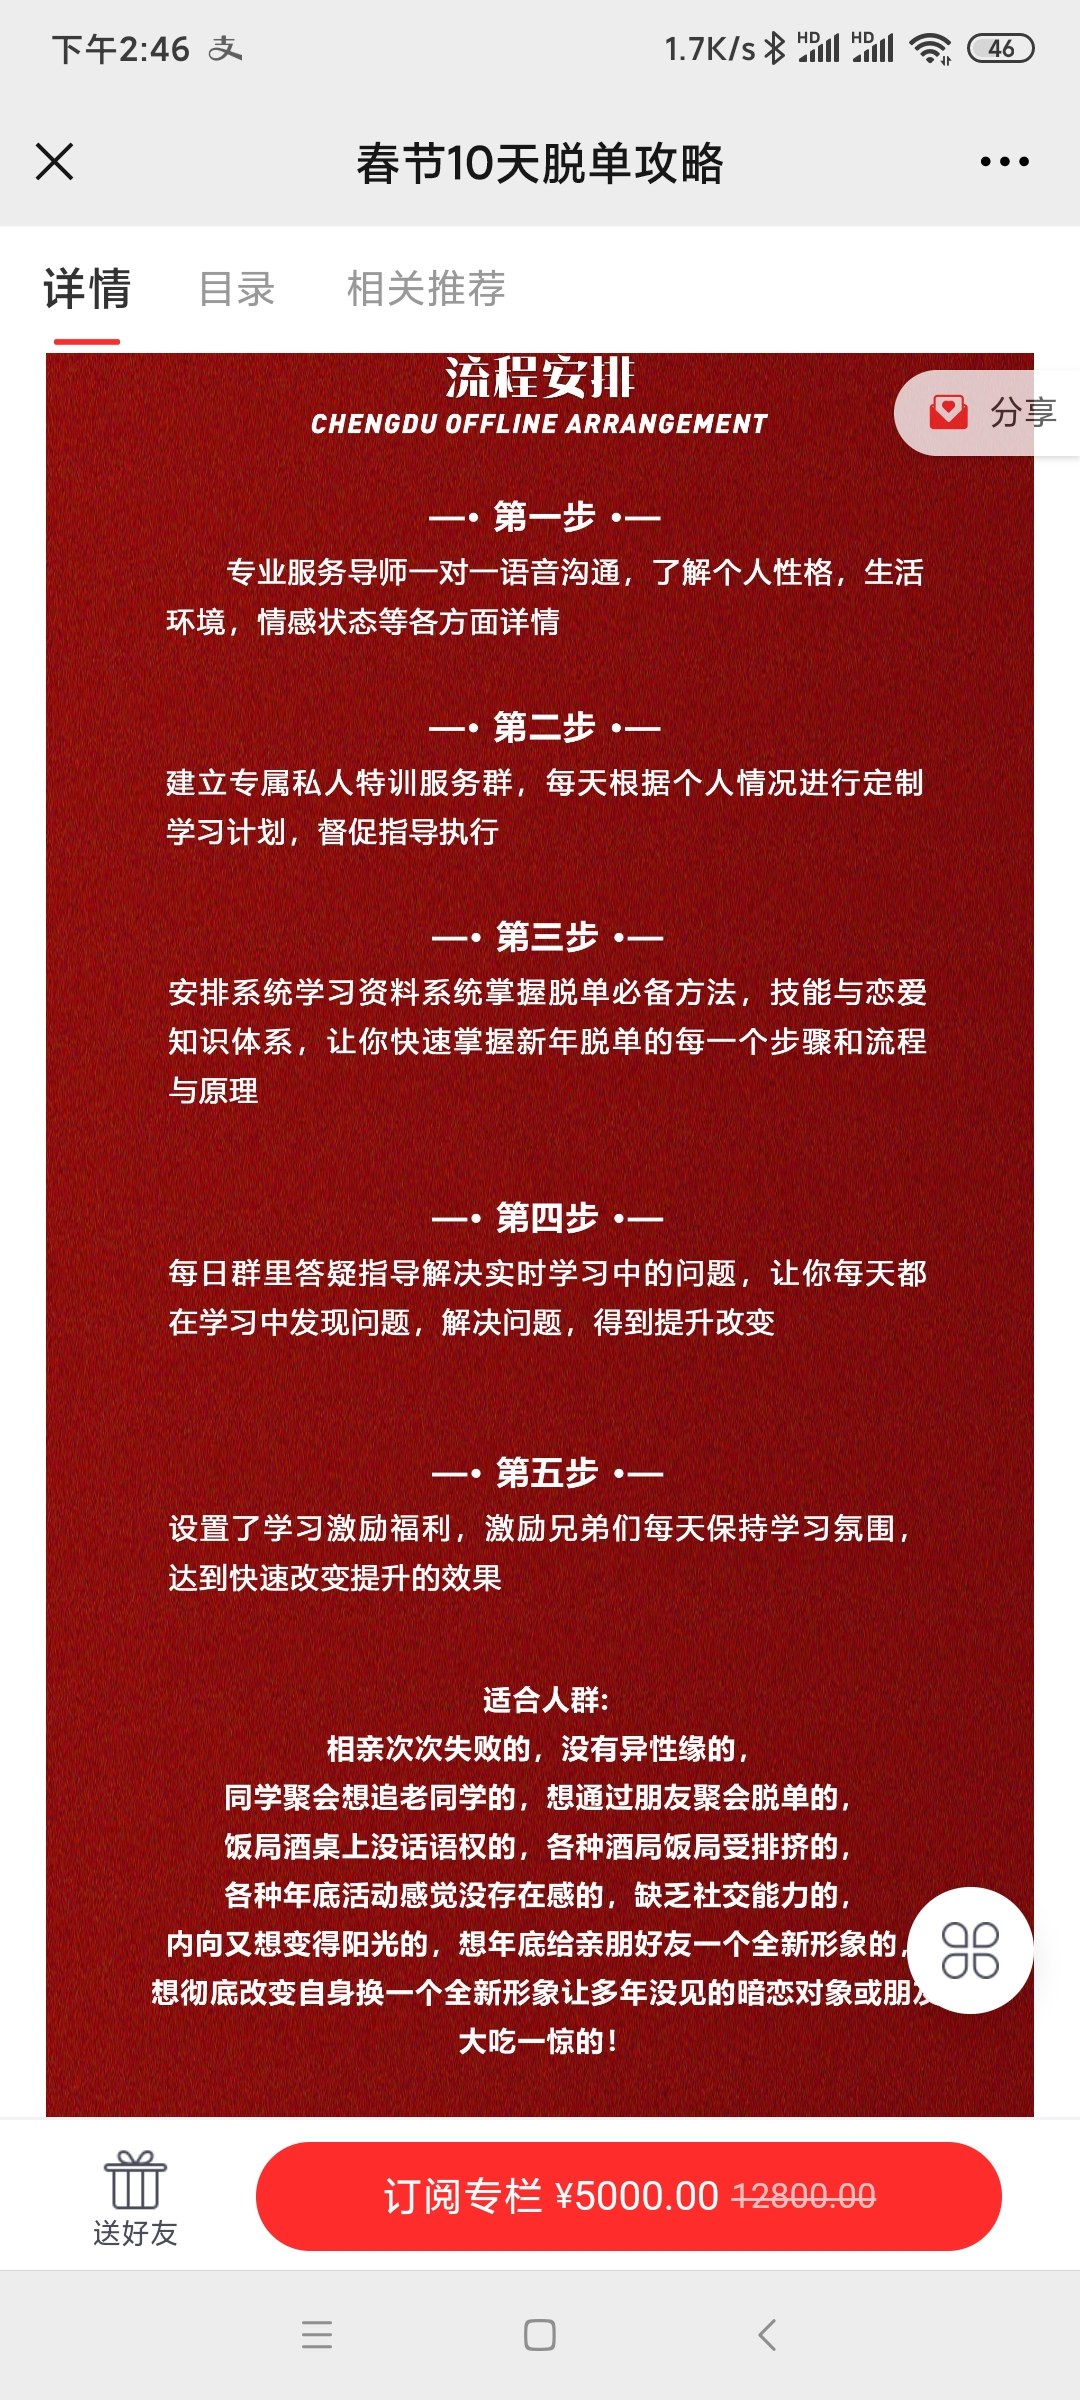 下午2:46
1.7K/s HD HD 46
春节10天脱单攻略
详情 目录 相关推荐
流程安排
CHENGDU OFFLINE ARRANGEMENT
分享
第一步
专业服务导师一对一语音沟通，了解个人性格，生活
环境，情感状态等各方面详情
第二步
建立专属私人特训服务群，每天根据个人情况进行定制
学习计划，督促指导执行
第三步
安排系统学习资料系统掌握脱单必备方法，技能与恋爱
知识体系，让你快速掌握新年脱单的每一个步骤和流程
与原理
第四步
每日群里答疑指导解决实时学习中的问题，让你每天都
在学习中发现问题，解决问题，得到提升改变
第五步
设置了学习激励福利，激励兄弟们每天保持学习氛围，
达到快速改变提升的效果
适合人群：
相亲次次失败的，没有异性缘的，
同学聚会想追老同学的，想通过朋友聚会脱单的，
饭局酒桌上没话语权的，各种酒局饭局受排挤的，
各种年底活动感觉没存在感的，缺乏社交能力的，
内向又想变得阳光的，想年底给亲朋好友一个全新形象的，
想彻底改变自身换一个全新形象让多年没见的暗恋对象或朋友
大吃一惊的！
送好友
订阅专栏 ¥5000.00 12800.00